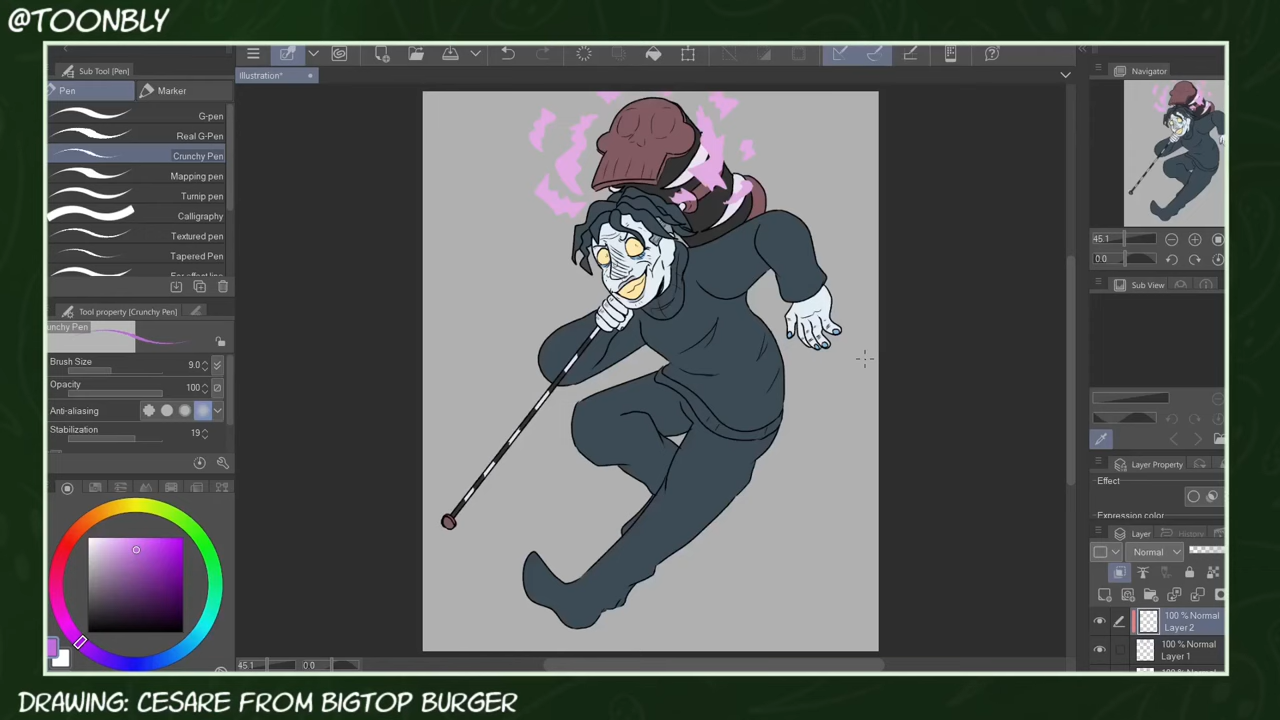 @TOONBLY
Sub Tool [Pen]
Pen
Marker
G-pen
Real G-Pen
Crunchy Pen
Mapping pen
Turnip pen
Calligraphy
Textured pen
Tapered Pen
Tool property [Crunchy Pen]
Brush Size 9.0
Opacity 100
Anti-aliasing
Stabilization 19
Illustration*
45.1 0.0
Navigator
45.1
0.0
Sub View
Layer Property
Effect
Expression color
Layer
History
Normal
100 % Normal
Layer 2
100 % Normal
Layer 1
DRAWING: CESARE FROM BIGTOP BURGER